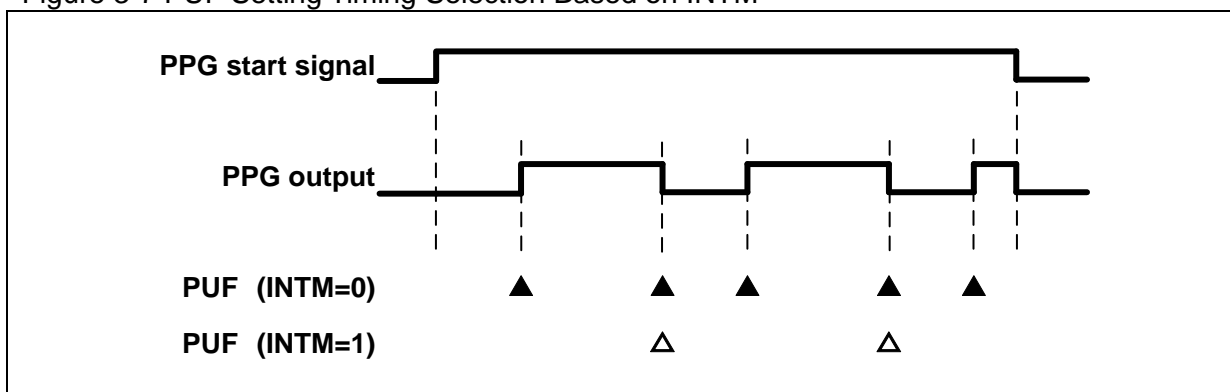 Figure 3-7 PUF Setting Timing Selection Based on INTM
PPG start signal
PPG output
PUF (INTM=0)
PUF (INTM=1)